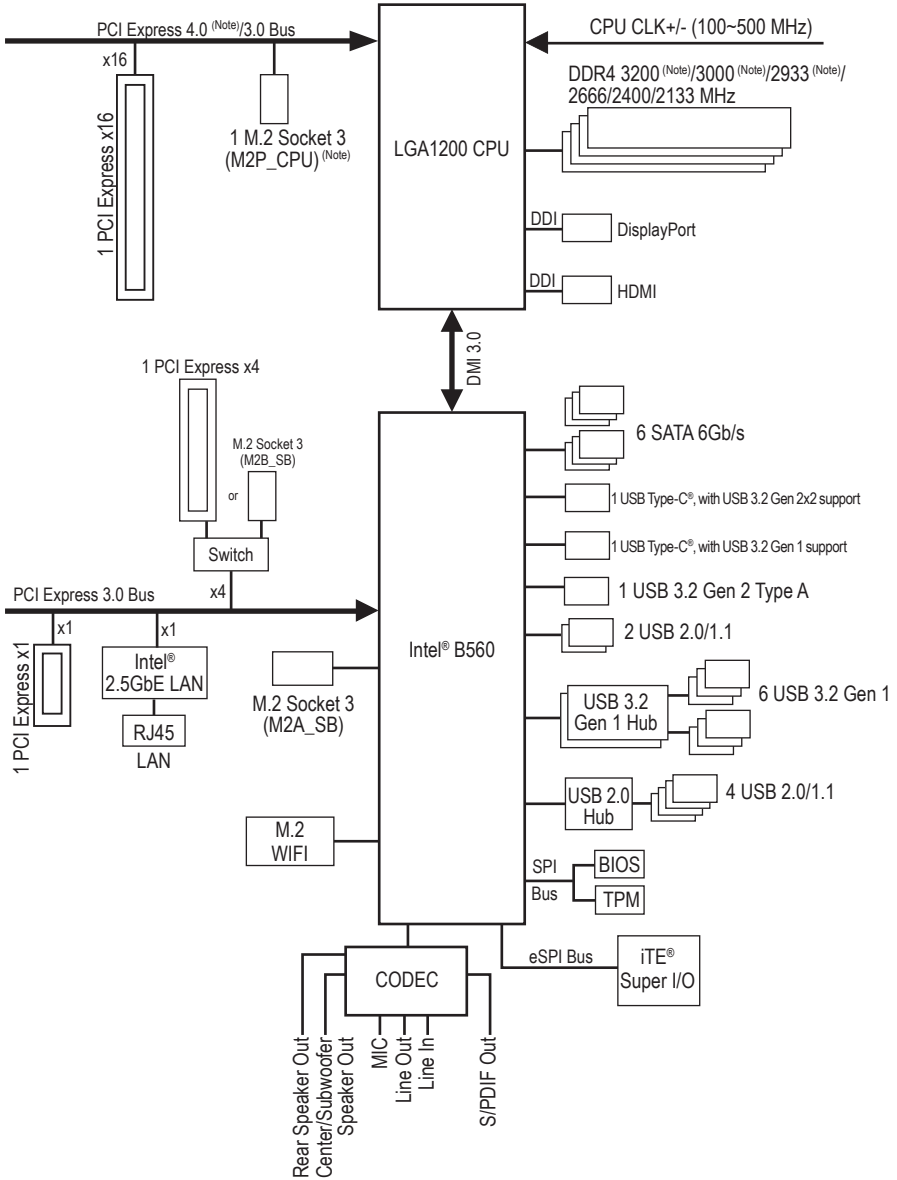 PCI Express 4.0 (Note)/3.0 Bus
CPU CLK+/- (100~500 MHz)
x16
1 PCI Express x16
1 M.2 Socket 3
(M2P_CPU) (Note)
LGA1200 CPU
DDR4 3200 (Note)/3000 (Note)/2933 (Note)/
2666/2400/2133 MHz
DDI
DisplayPort
DDI
HDMI
DMI 3.0
1 PCI Express x4
M.2 Socket 3
(M2B_SB)
or
Switch
x4
PCI Express 3.0 Bus
x1
x1
1 PCI Express x1
Intel®
2.5GbE LAN
RJ45
LAN
M.2 Socket 3
(M2A_SB)
M.2
WIFI
Intel® B560
6 SATA 6Gb/s
1 USB Type-C®, with USB 3.2 Gen 2x2 support
1 USB Type-C®, with USB 3.2 Gen 1 support
1 USB 3.2 Gen 2 Type A
2 USB 2.0/1.1
USB 3.2
Gen 1 Hub
6 USB 3.2 Gen 1
USB 2.0
Hub
4 USB 2.0/1.1
SPI
Bus
BIOS
TPM
eSPI Bus
iTE®
Super I/O
CODEC
Rear Speaker Out
Center/Subwoofer
Speaker Out
MIC
Line Out
Line In
S/PDIF Out